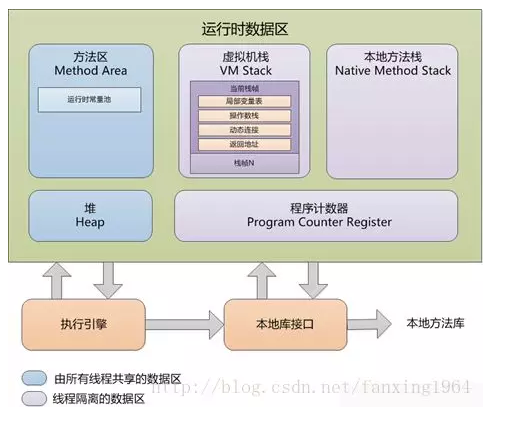 运行时数据区
方法区
Method Area
运行时常量池
虚拟机栈
VM Stack
当前栈帧
局部变量表
操作数栈
动态连接
返回地址
栈帧N
本地方法栈
Native Method Stack
堆
Heap
程序计数器
Program Counter Register
执行引擎
本地库接口
本地方法库
由所有线程共享的数据区
线程隔离的数据区
http://blog.csdn.net/fanxing1964